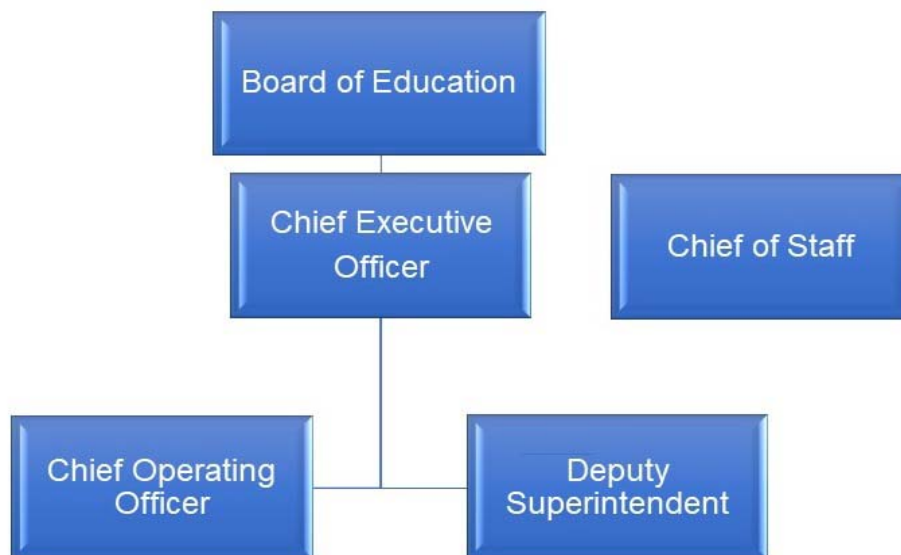 Board of Education
Chief Executive
Officer
Chief of Staff
Chief Operating
Officer
Deputy
Superintendent